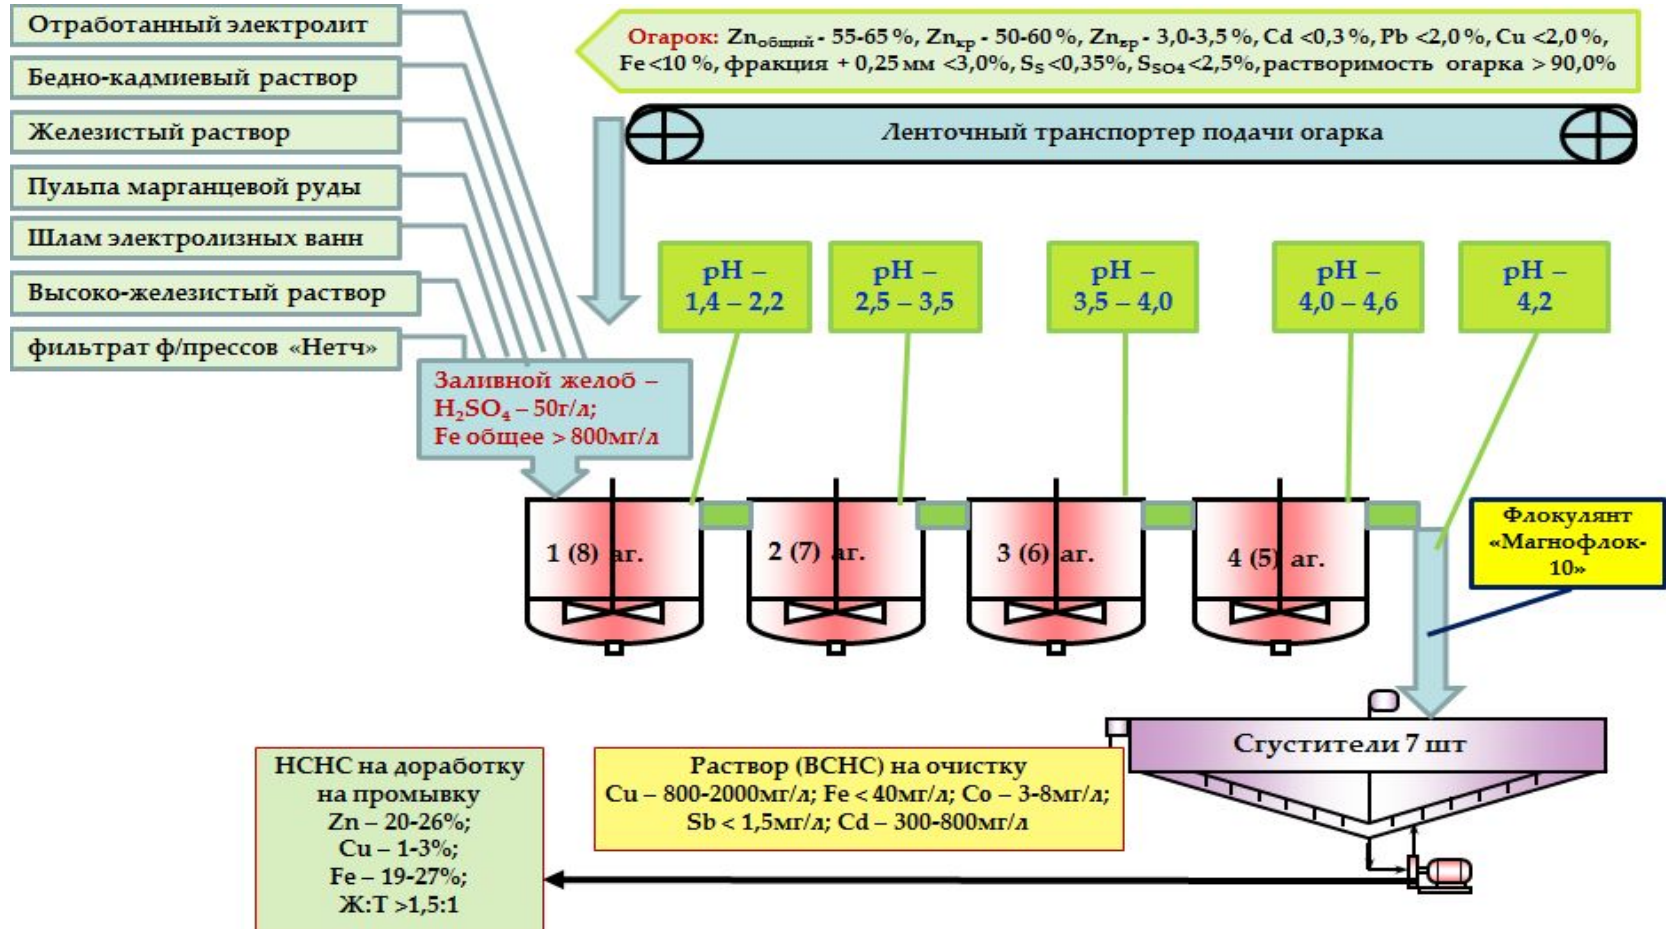 Отработанный электролит
Бедно-кадмиевый раствор
Железистый раствор
Пульпа марганцевой руды
Шлам электролизных ванн
Высоко-железистый раствор
фильтрат ф/прессов «Нетч»
Огарок: Znобщий - 55-65 %, Znкр - 50-60 %, Znвр - 3,0-3,5 %, Cd <0,3 %, Pb <2,0 %, Cu <2,0 %,
Fe <10 %, фракция + 0,25 мм <3,0%, SS <0,35%, SSO4 <2,5%, растворимость огарка > 90,0%
Ленточный транспортер подачи огарка
pH –
1,4 – 2,2
pH –
2,5 – 3,5
pH –
3,5 – 4,0
pH –
4,0 – 4,6
pH –
4,2
Заливной желоб –
H₂SO₄ – 50г/л;
Fe общее > 800мг/л
1 (8) аг.
2 (7) аг.
3 (6) аг.
4 (5) аг.
Флокулянт
«Магнофлок-
10»
Сгустители 7 шт
НСНС на доработку
на промывку
Zn – 20-26%;
Cu – 1-3%;
Fe – 19-27%;
Ж:Т >1,5:1
Раствор (ВСНС) на очистку
Cu – 800-2000мг/л; Fe < 40мг/л; Co – 3-8мг/л;
Sb < 1,5мг/л; Cd – 300-800мг/л